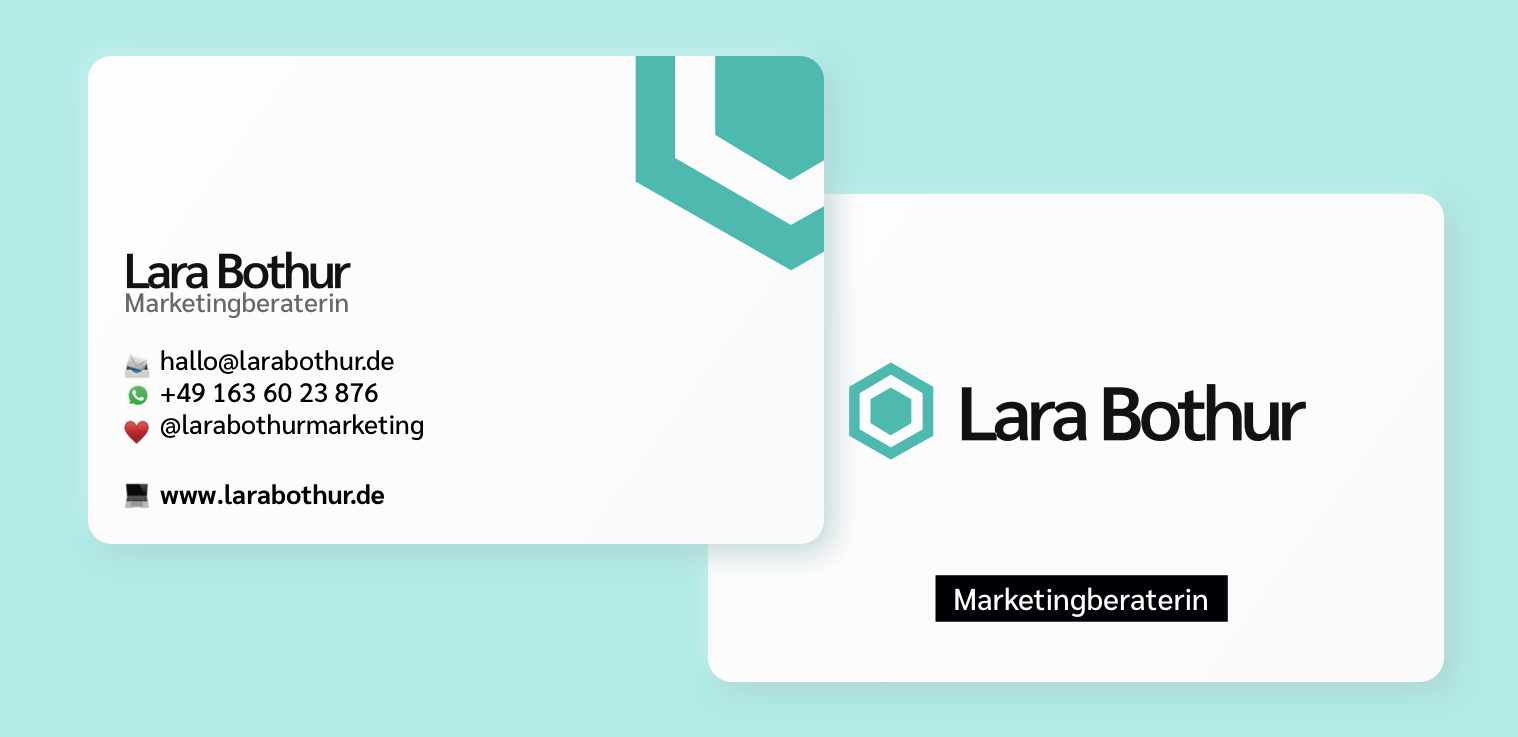 Lara Bothur
Marketingberaterin
hallo@larabothur.de
+49 163 60 23 876
@larabothurmarketing
www.larabothur.de
Lara Bothur
Marketingberaterin